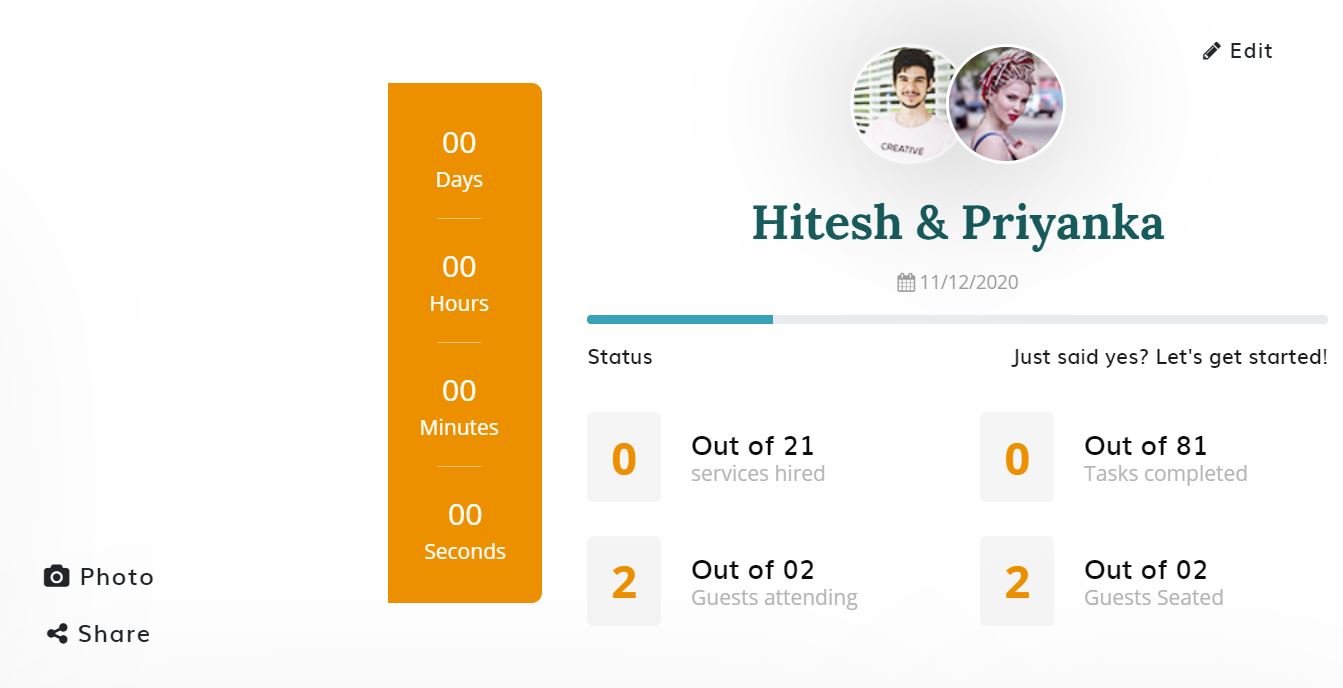 Edit
CREATIVE
Hitesh & Priyanka
11/12/2020
00
Days
00
Hours
00
Minutes
00
Seconds
Status
Just said yes? Let's get started!
0
Out of 21
services hired
0
Out of 81
Tasks completed
2
Out of 02
Guests attending
2
Out of 02
Guests Seated
Photo
Share